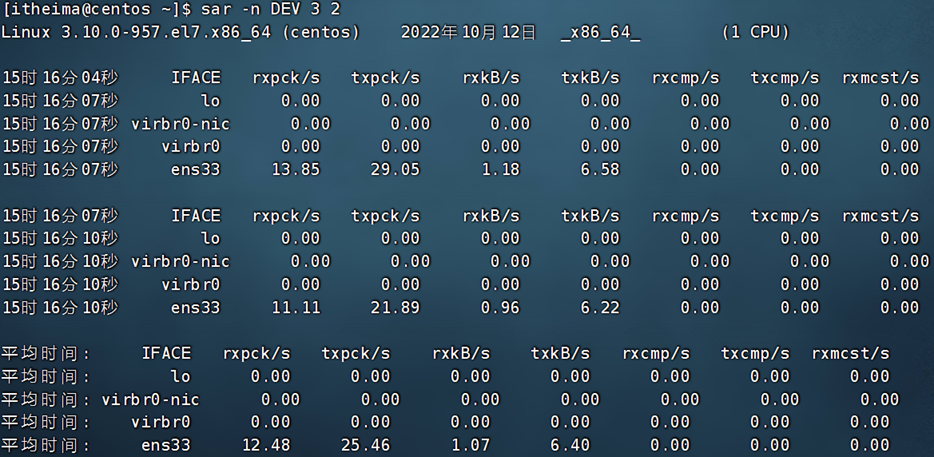 [itheima@centos ~]$ sar -n DEV 3 2
Linux 3.10.0-957.el7.x86_64 (centos) 2022年10月12日 _x86_64_ (1 CPU)
15时16分04秒 IFACE rxpck/s txpck/s rxkB/s txkB/s rxcmp/s txcmp/s rxmcst/s
15时16分07秒 lo 0.00 0.00 0.00 0.00 0.00 0.00 0.00
15时16分07秒 virbr0-nic 0.00 0.00 0.00 0.00 0.00 0.00 0.00
15时16分07秒 virbr0 0.00 0.00 0.00 0.00 0.00 0.00 0.00
15时16分07秒 ens33 13.85 29.05 1.18 6.58 0.00 0.00 0.00
15时16分07秒 IFACE rxpck/s txpck/s rxkB/s txkB/s rxcmp/s txcmp/s rxmcst/s
15时16分10秒 lo 0.00 0.00 0.00 0.00 0.00 0.00 0.00
15时16分10秒 virbr0-nic 0.00 0.00 0.00 0.00 0.00 0.00 0.00
15时16分10秒 virbr0 0.00 0.00 0.00 0.00 0.00 0.00 0.00
15时16分10秒 ens33 11.11 21.89 0.96 6.22 0.00 0.00 0.00
平均时间: IFACE rxpck/s txpck/s rxkB/s txkB/s rxcmp/s txcmp/s rxmcst/s
平均时间: lo 0.00 0.00 0.00 0.00 0.00 0.00 0.00
平均时间: virbr0-nic 0.00 0.00 0.00 0.00 0.00 0.00 0.00
平均时间: virbr0 0.00 0.00 0.00 0.00 0.00 0.00 0.00
平均时间: ens33 12.48 25.46 1.07 6.40 0.00 0.00 0.00